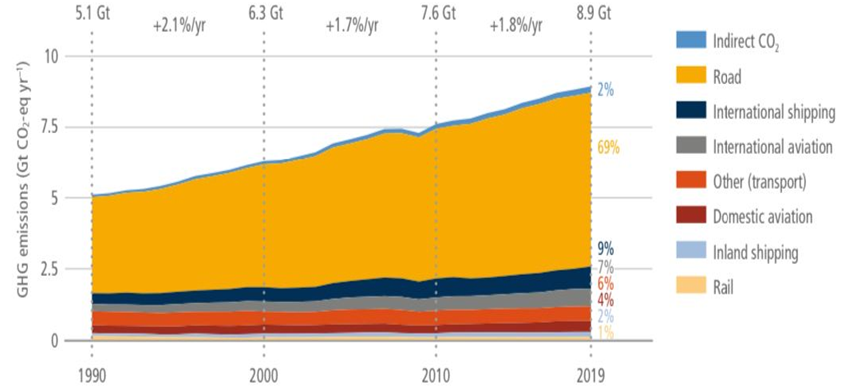 5.1 Gt 6.3 Gt 7.6 Gt 8.9 Gt
+2.1%/yr +1.7%/yr +1.8%/yr
GHG emissions (Gt CO₂-eq yr⁻¹)
10
7.5
5
2.5
0
1990 2000 2010 2019
2%
69%
9%
7%
6%
4%
2%
1%
Indirect CO₂
Road
International shipping
International aviation
Other (transport)
Domestic aviation
Inland shipping
Rail